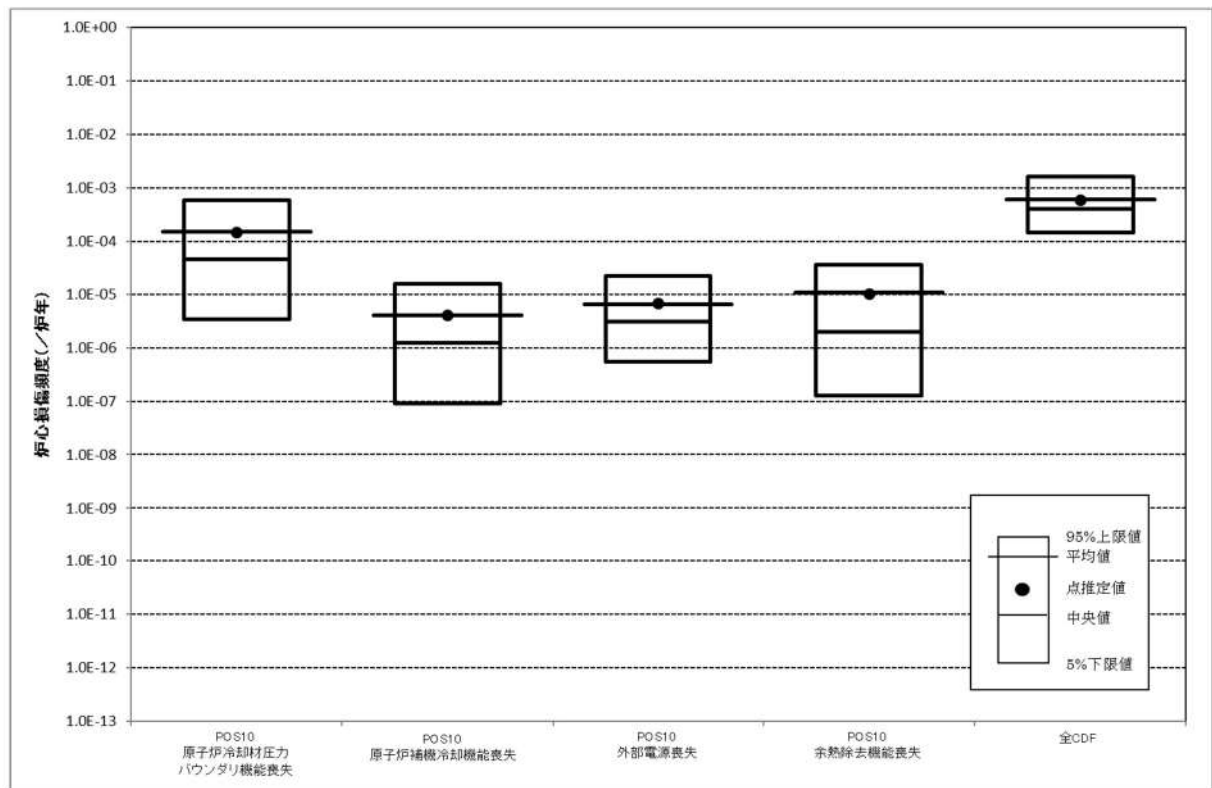 炉心損傷頻度(／炉年)
1.0E+00
1.0E-01
1.0E-02
1.0E-03
1.0E-04
1.0E-05
1.0E-06
1.0E-07
1.0E-08
1.0E-09
1.0E-10
1.0E-11
1.0E-12
1.0E-13
95%上限値
平均値
点推定値
中央値
5%下限値
POS10
原子炉冷却材圧力
バウンダリ機能喪失
POS10
原子炉補機冷却機能喪失
POS10
外部電源喪失
POS10
余熱除去機能喪失
全CDF